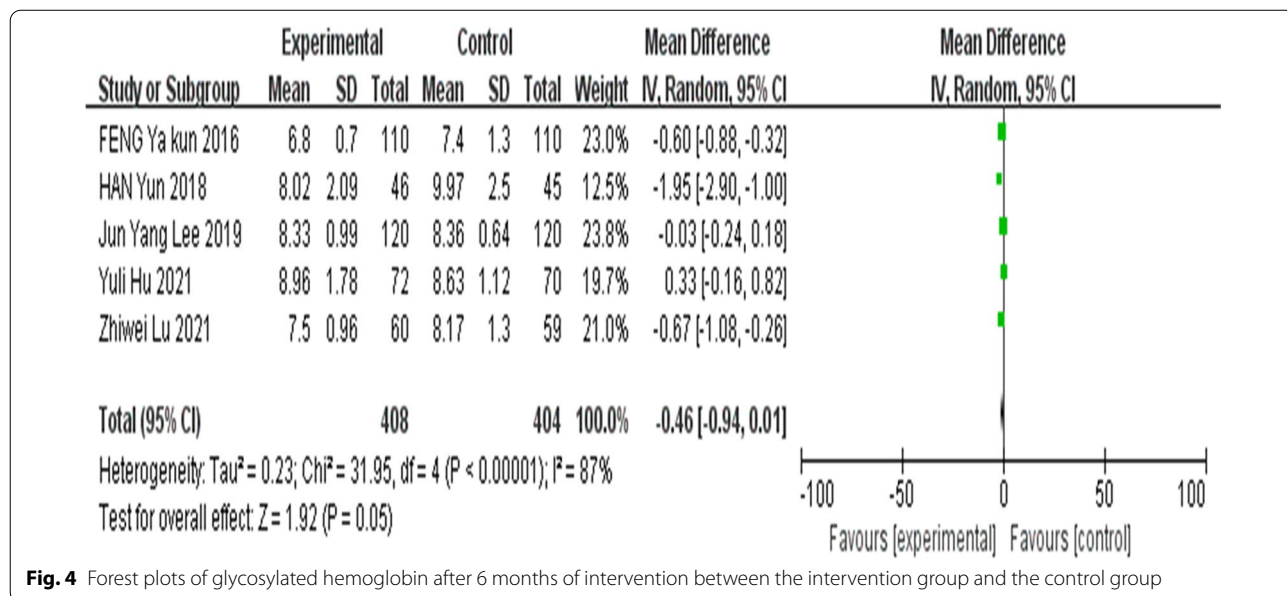 Experimental Control Mean Difference Mean Difference
Study or Subgroup Mean SD Total Mean SD Total Weight IV, Random, 95% CI IV, Random, 95% CI
FENG Ya kun 2016 6.8 0.7 110 7.4 1.3 110 23.0% -0.60 [-0.88, -0.32]
HAN Yun 2018 8.02 2.09 46 9.97 2.5 45 12.5% -1.95 [-2.90, -1.00]
Jun Yang Lee 2019 8.33 0.99 120 8.36 0.64 120 23.8% -0.03 [-0.24, 0.18]
Yuli Hu 2021 8.96 1.78 72 8.63 1.12 70 19.7% 0.33 [-0.16, 0.82]
Zhiwei Lu 2021 7.5 0.96 60 8.17 1.3 59 21.0% -0.67 [-1.08, -0.26]
Total (95% CI) 408 404 100.0% -0.46 [-0.94, 0.01]
Heterogeneity: Tau² = 0.23; Chi² = 31.95, df = 4 (P < 0.00001); I² = 87%
Test for overall effect: Z = 1.92 (P = 0.05)
-100 -50 0 50 100
Favours [experimental] Favours [control]
Fig. 4 Forest plots of glycosylated hemoglobin after 6 months of intervention between the intervention group and the control group